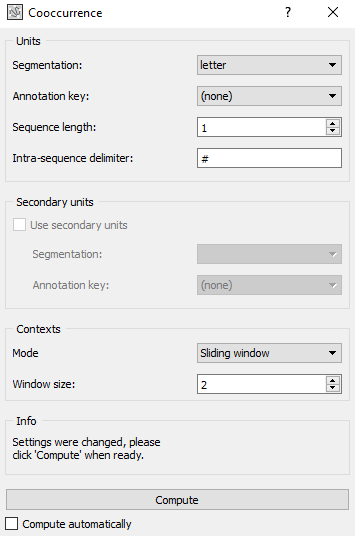 Cooccurrence ? ×
Units
Segmentation: letter
Annotation key: (none)
Sequence length: 1
Intra-sequence delimiter: #
Secondary units
Use secondary units
Segmentation:
Annotation key: (none)
Contexts
Mode Sliding window
Window size: 2
Info
Settings were changed, please
click 'Compute' when ready.
Compute
Compute automatically